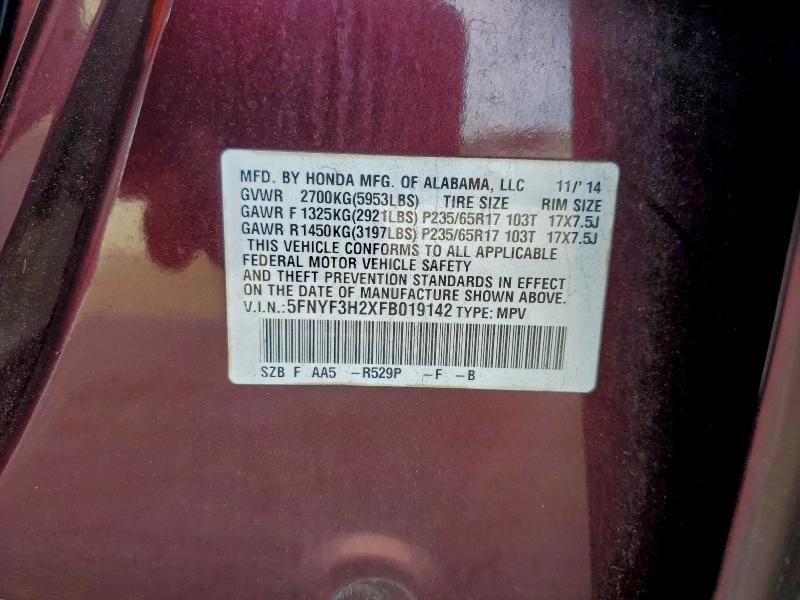 MFD. BY HONDA MFG. OF ALABAMA, LLC 11/'14
GVWR 2700KG(5953LBS) TIRE SIZE RIM SIZE
GAWR F 1325KG(2921LBS) P235/65R17 103T 17X7.5J
GAWR R1450KG(3197LBS) P235/65R17 103T 17X7.5J
THIS VEHICLE CONFORMS TO ALL APPLICABLE
FEDERAL MOTOR VEHICLE SAFETY
AND THEFT PREVENTION STANDARDS IN EFFECT
ON THE DATE OF MANUFACTURE SHOWN ABOVE.
V.I.N.:5FNYF3H2XFB019142 TYPE: MPV
SZB F AA5 -R529P -F -B